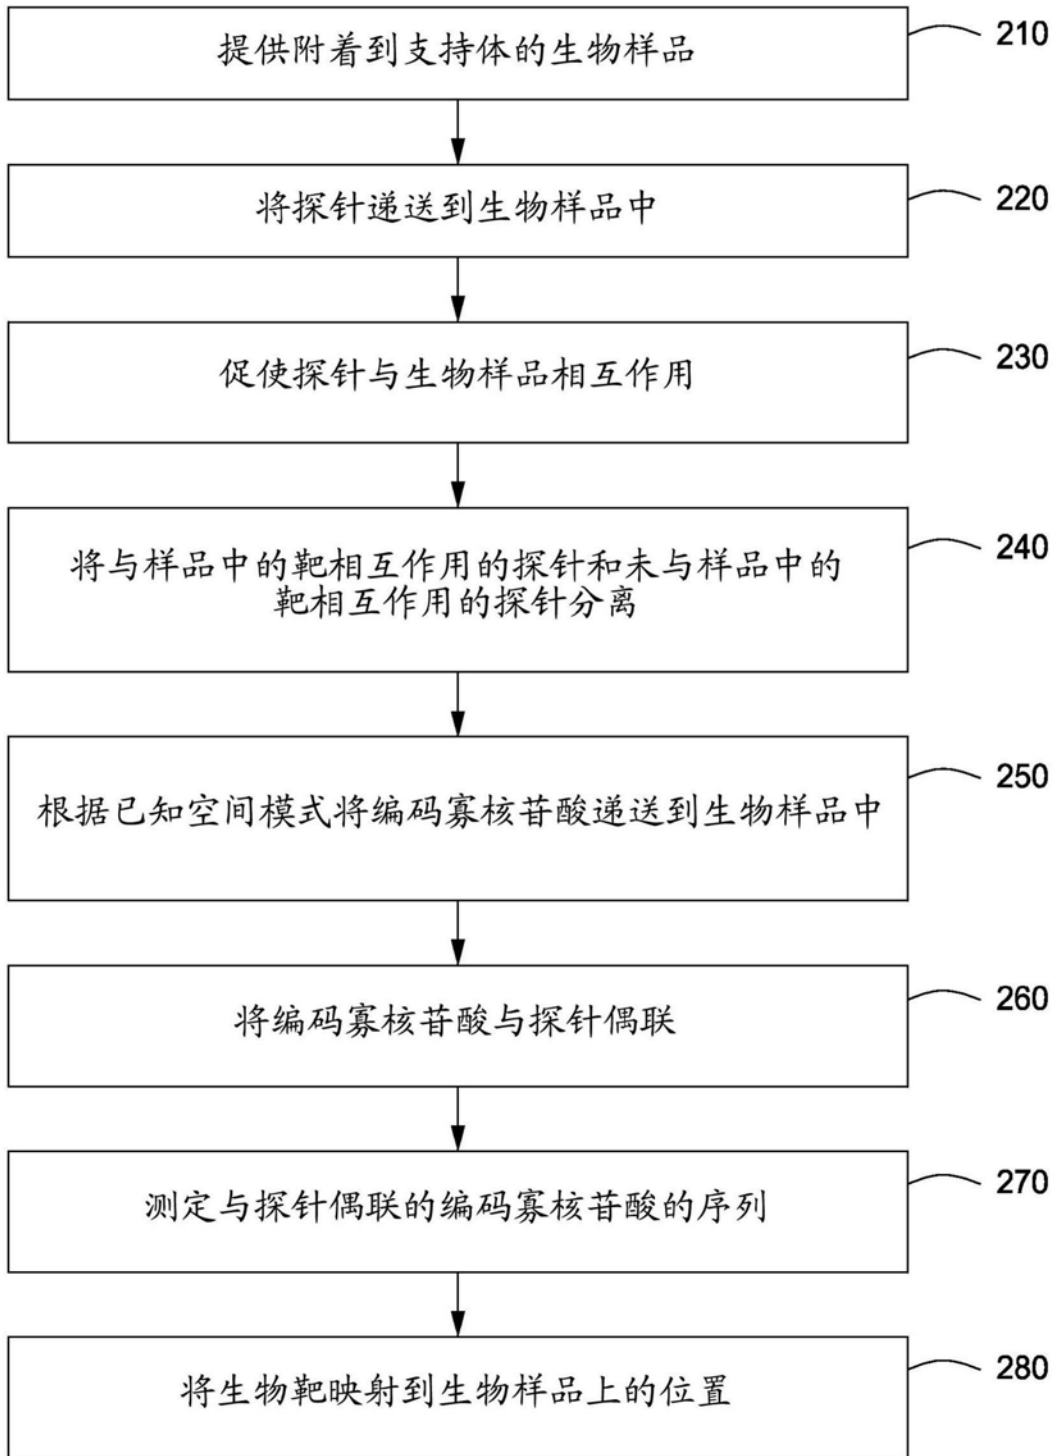 提供附着到支持体的生物样品
210
将探针递送到生物样品中
220
促使探针与生物样品相互作用
230
将与样品中的靶相互作用的探针和未与样品中的
靶相互作用的探针分离
240
根据已知空间模式将编码寡核苷酸递送到生物样品中
250
将编码寡核苷酸与探针偶联
260
测定与探针偶联的编码寡核苷酸的序列
270
将生物靶映射到生物样品上的位置
280